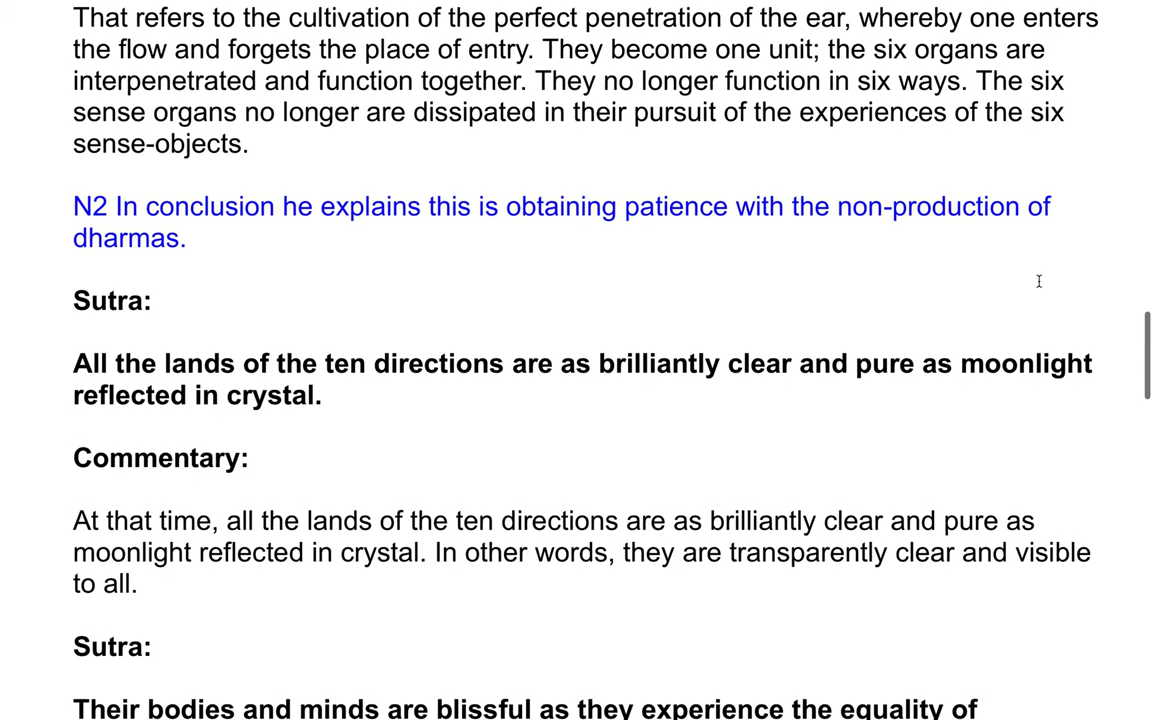 That refers to the cultivation of the perfect penetration of the ear, whereby one enters
the flow and forgets the place of entry. They become one unit; the six organs are
interpenetrated and function together. They no longer function in six ways. The six
sense organs no longer are dissipated in their pursuit of the experiences of the six
sense-objects.
N2 In conclusion he explains this is obtaining patience with the non-production of
dharmas.
Sutra:
All the lands of the ten directions are as brilliantly clear and pure as moonlight
reflected in crystal.
Commentary:
At that time, all the lands of the ten directions are as brilliantly clear and pure as
moonlight reflected in crystal. In other words, they are transparently clear and visible
to all.
Sutra:
Their bodies and minds are blissful as they experience the equality of